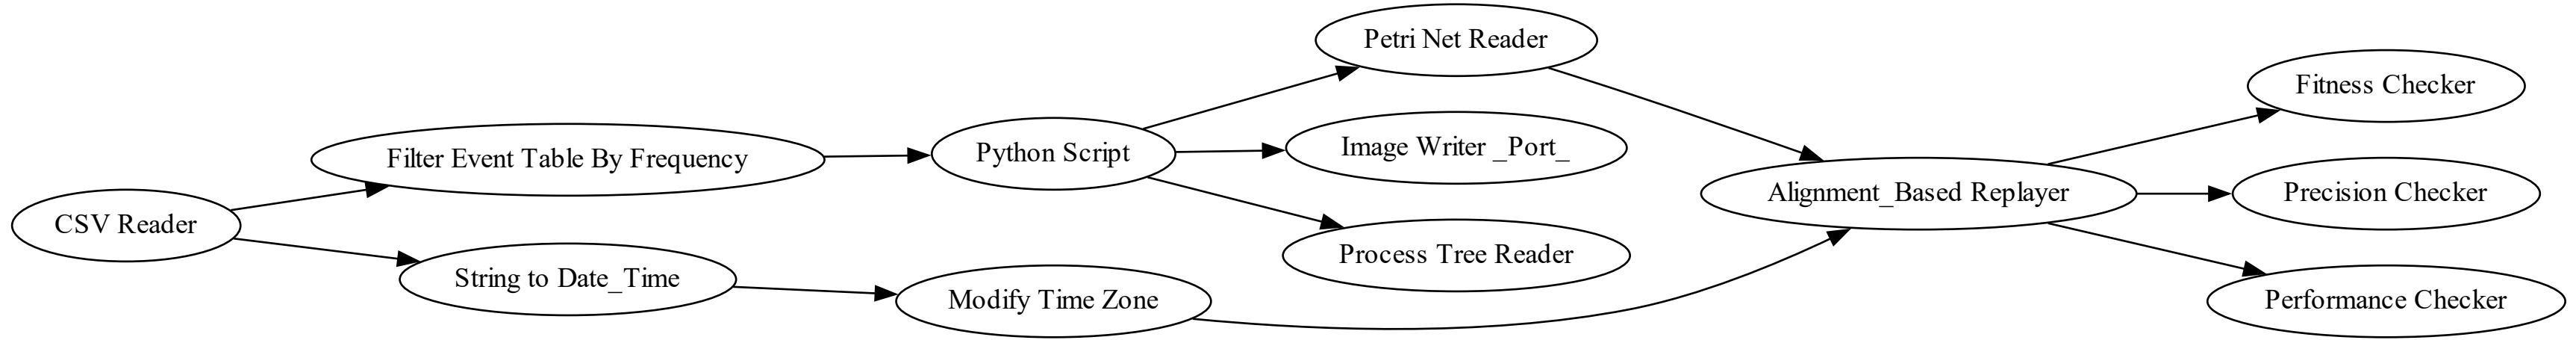 CSV Reader
Filter Event Table By Frequency
String to Date_Time
Python Script
Modify Time Zone
Petri Net Reader
Image Writer _Port_
Process Tree Reader
Alignment_Based Replayer
Fitness Checker
Precision Checker
Performance Checker